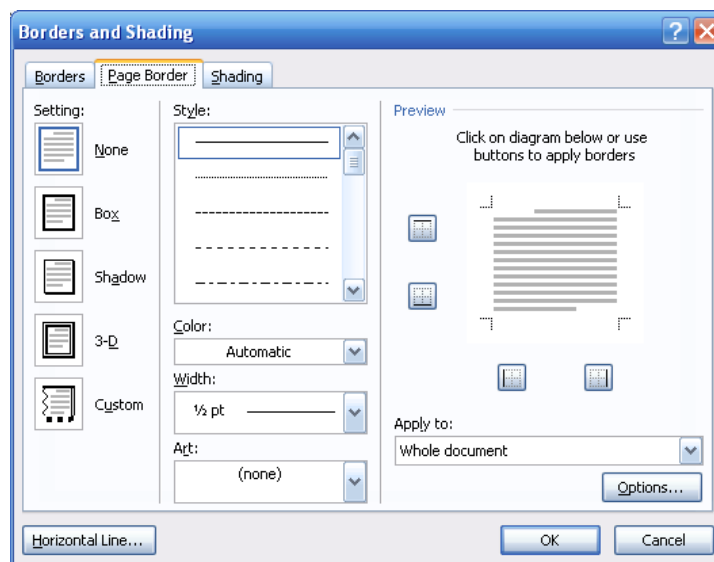 Borders and Shading
Borders
Page Border
Shading
Setting:
None
Box
Shadow
3-D
Custom
Style:
Color:
Automatic
Width:
½ pt
Art:
(none)
Preview
Click on diagram below or use
buttons to apply borders
Apply to:
Whole document
Options...
Horizontal Line...
OK
Cancel